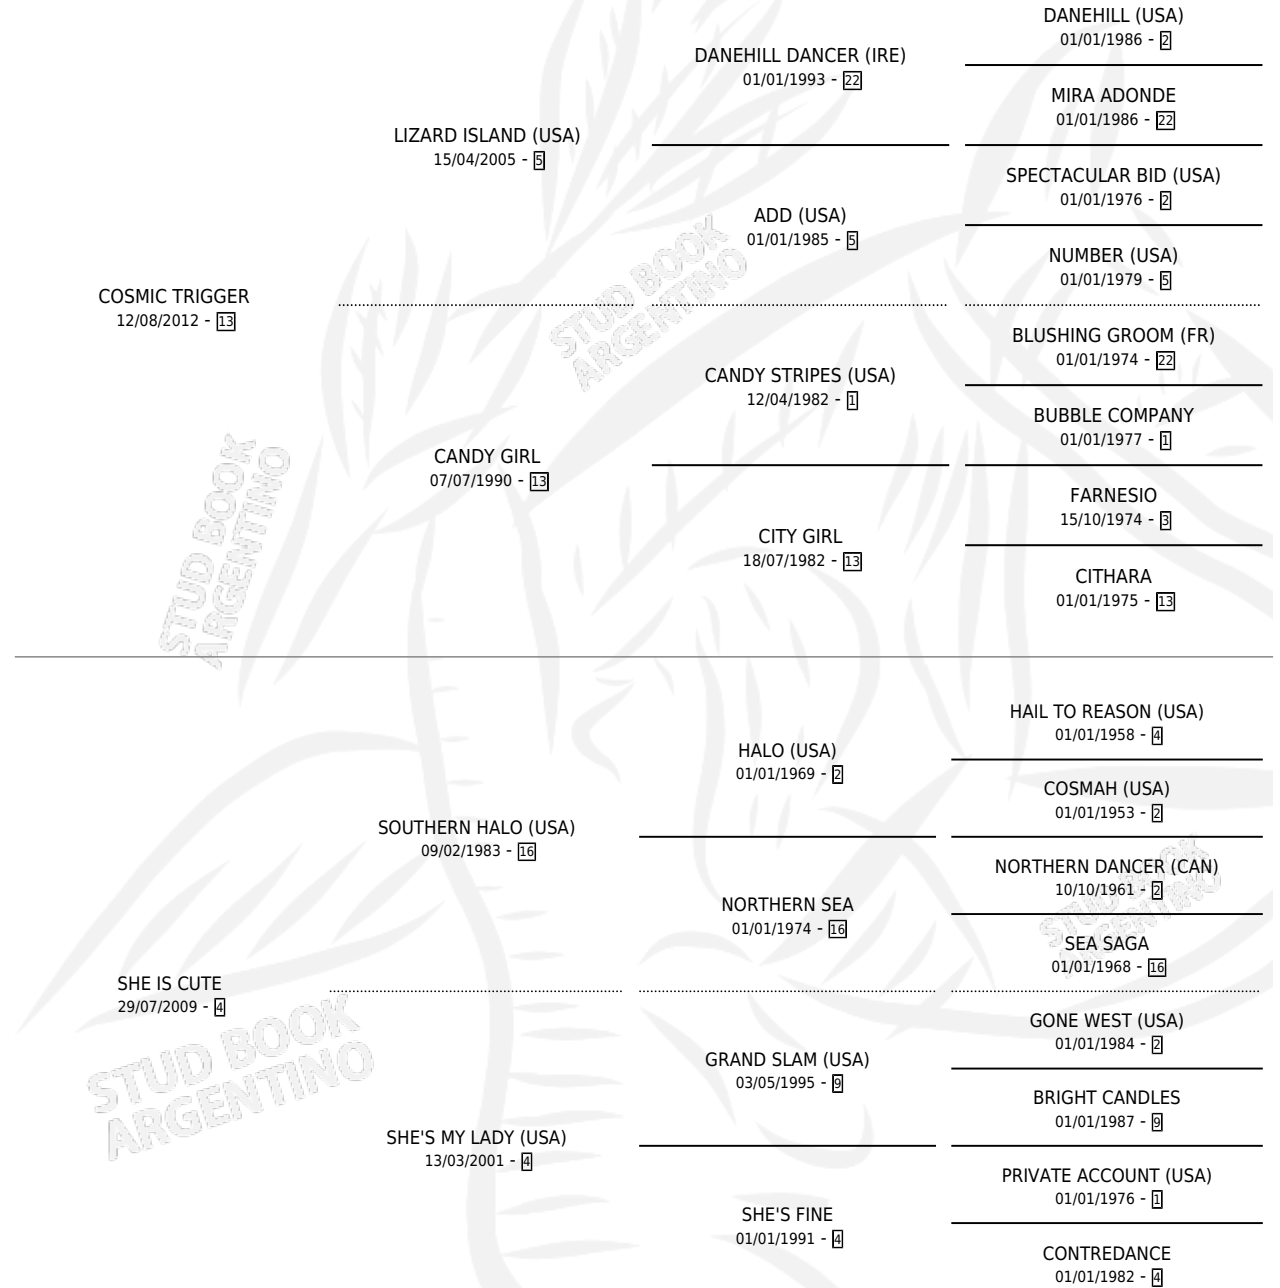 DANEHILL (USA)
01/01/1986 - 2
DANEHILL DANCER (IRE)
01/01/1993 - 22
MIRA ADONDE
01/01/1986 - 22
LIZARD ISLAND (USA)
15/04/2005 - 5
SPECTACULAR BID (USA)
01/01/1976 - 2
ADD (USA)
01/01/1985 - 5
NUMBER (USA)
01/01/1979 - 5
COSMIC TRIGGER
12/08/2012 - 13
BLUSHING GROOM (FR)
01/01/1974 - 22
CANDY STRIPES (USA)
12/04/1982 - 1
BUBBLE COMPANY
01/01/1977 - 1
CANDY GIRL
07/07/1990 - 13
FARNESIO
15/10/1974 - 3
CITY GIRL
18/07/1982 - 13
CITHARA
01/01/1975 - 13
HAIL TO REASON (USA)
01/01/1958 - 4
HALO (USA)
01/01/1969 - 2
COSMAH (USA)
01/01/1953 - 2
SOUTHERN HALO (USA)
09/02/1983 - 16
NORTHERN DANCER (CAN)
10/10/1961 - 2
NORTHERN SEA
01/01/1974 - 16
SEA SAGA
01/01/1968 - 16
SHE IS CUTE
29/07/2009 - 4
GONE WEST (USA)
01/01/1984 - 2
GRAND SLAM (USA)
03/05/1995 - 9
BRIGHT CANDLES
01/01/1987 - 9
SHE'S MY LADY (USA)
13/03/2001 - 4
PRIVATE ACCOUNT (USA)
01/01/1976 - 1
SHE'S FINE
01/01/1991 - 4
CONTREDANCE
01/01/1982 - 4
STUD BOOK
ARGENTINO
STUD BOOK
ARGENTINO
STUD BOOK
ARGENTINO
STUD BOOK
ARGENTINO